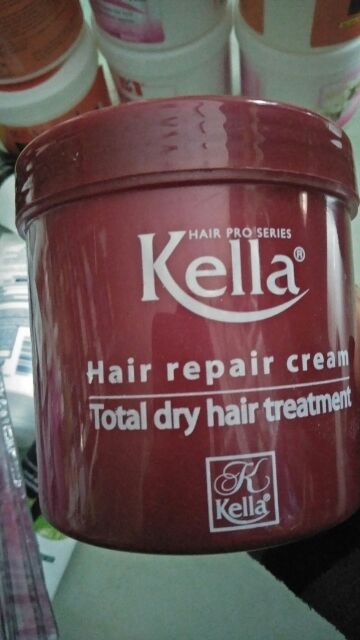 HAIR PRO SERIES
Kella®
Hair repair cream
Total dry hair treatment
K
Kella®